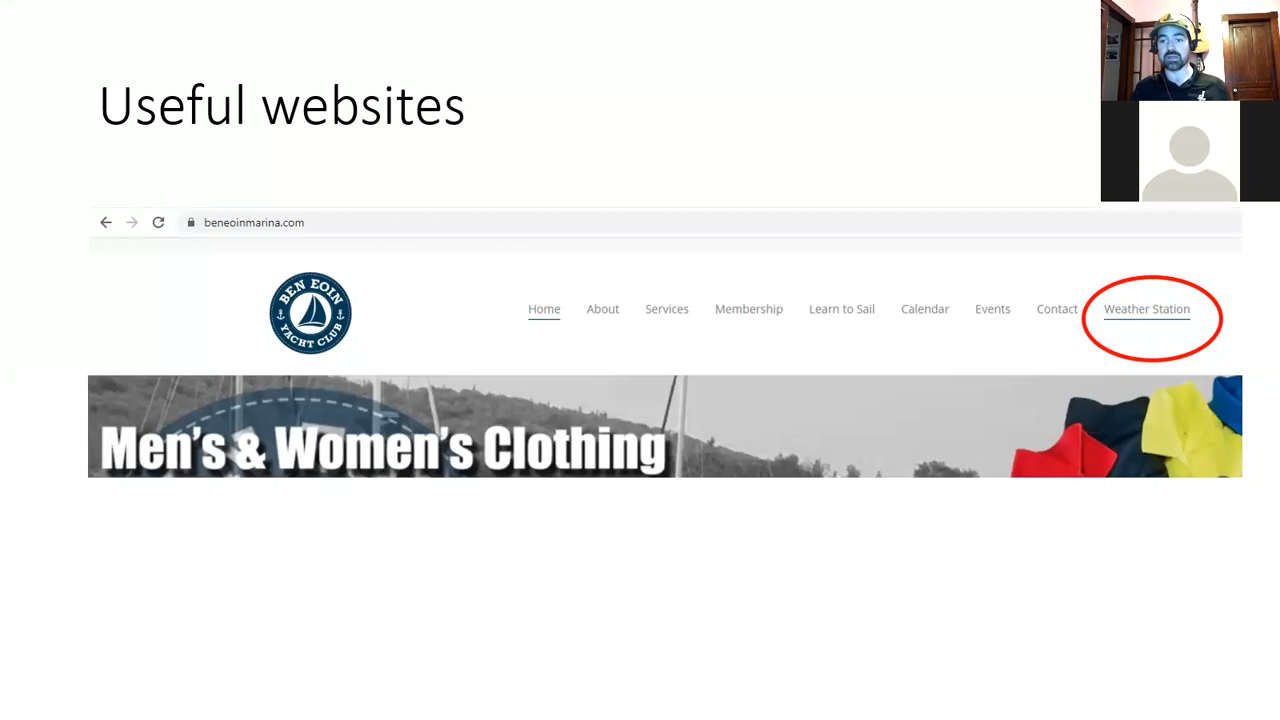 Useful websites
beneoinmarina.com
BEN EOIN
YACHT CLUB
Home About Services Membership Learn to Sail Calendar Events Contact Weather Station
Men's & Women's Clothing